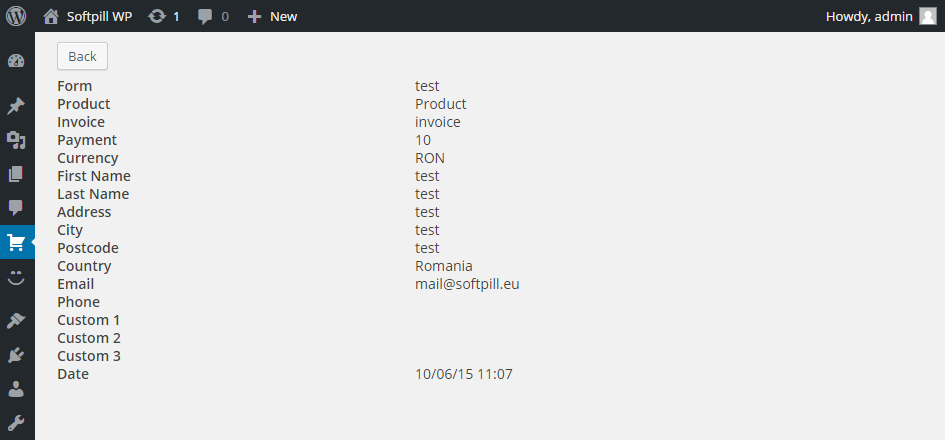 Softpill WP 1 0 New Howdy, admin
Back
Form test
Product Product
Invoice invoice
Payment 10
Currency RON
First Name test
Last Name test
Address test
City test
Postcode test
Country Romania
Email mail@softpill.eu
Phone
Custom 1
Custom 2
Custom 3
Date 10/06/15 11:07